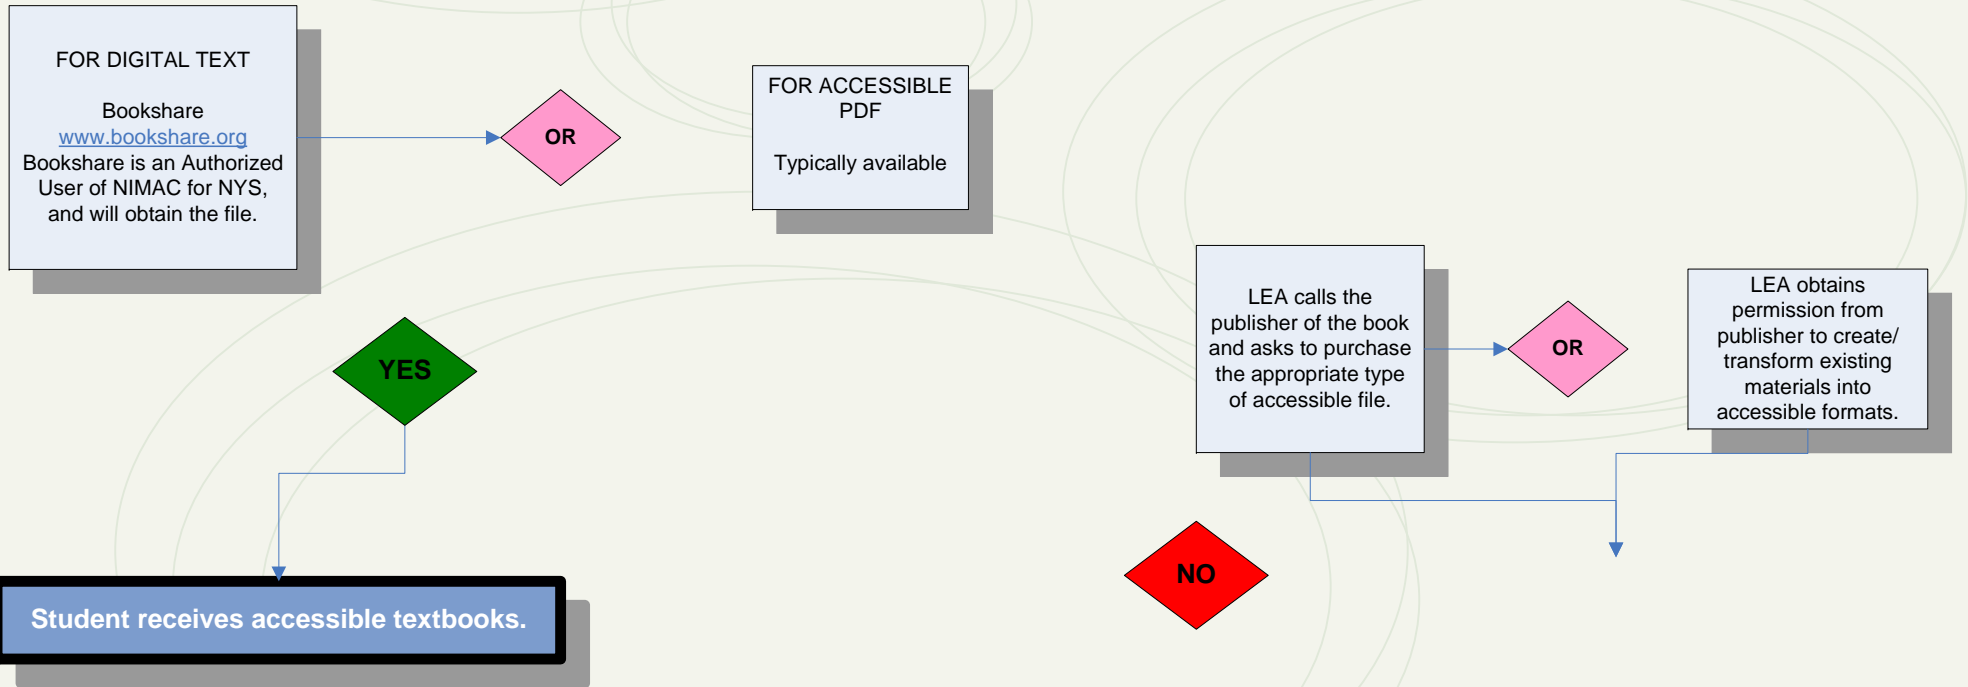 FOR DIGITAL TEXT
Bookshare
www.bookshare.org
Bookshare is an Authorized
User of NIMAC for NYS,
and will obtain the file.
OR
FOR ACCESSIBLE
PDF
Typically available
LEA calls the
publisher of the book
and asks to purchase
the appropriate type
of accessible file.
OR
LEA obtains
permission from
publisher to create/
transform existing
materials into
accessible formats.
YES
NO
Student receives accessible textbooks.